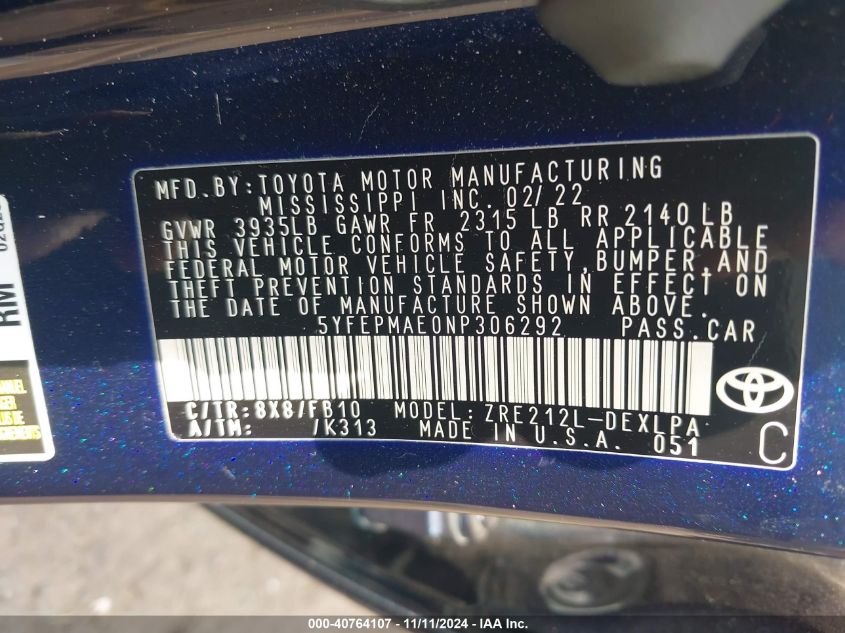 MFD. BY: TOYOTA MOTOR MANUFACTURING
MISSISSIPPI INC. 02/22
GVWR 3935LB GAWR FR 2315 LB RR 2140 LB
THIS VEHICLE CONFORMS TO ALL APPLICABLE
FEDERAL MOTOR VEHICLE SAFETY, BUMPER, AND
THEFT PREVENTION STANDARDS IN EFFECT ON
THE DATE OF MANUFACTURE SHOWN ABOVE.
5YFEPMAE0NP306292 PASS. CAR
C/TR: 8X8/FB10 MODEL: ZRE212L-DEXLPA
A/TM: /K313 MADE IN U.S.A. 051
C
RM
000-40764107 - 11/11/2024 - IAAI, Inc.